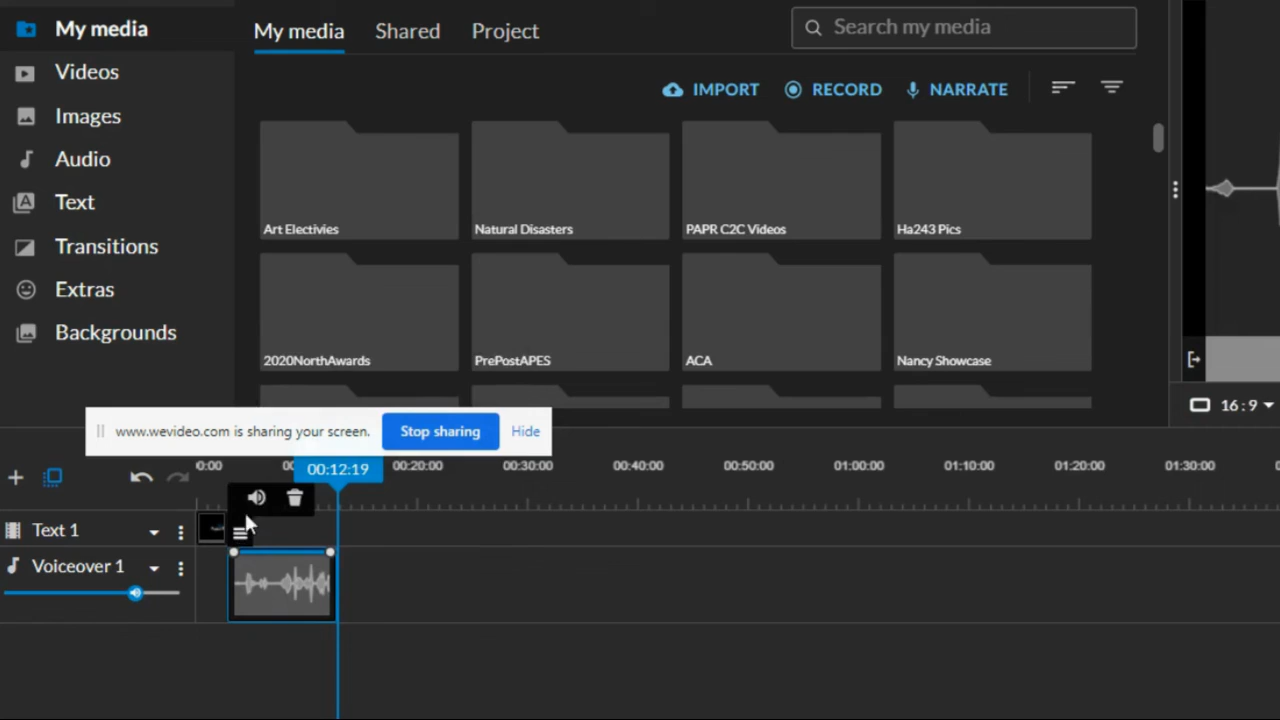 My media
Videos
Images
Audio
Text
Transitions
Extras
Backgrounds
My media Shared Project
Search my media
IMPORT RECORD NARRATE
Art Electivies
Natural Disasters
PAPR C2C Videos
Ha243 Pics
2020NorthAwards
PrePostAPES
ACA
Nancy Showcase
16:9
www.wevideo.com is sharing your screen. Stop sharing Hide
0:00 00:20:00 00:30:00 00:40:00 00:50:00 01:00:00 01:10:00 01:20:00 01:30:00
00:12:19
Text 1
Voiceover 1